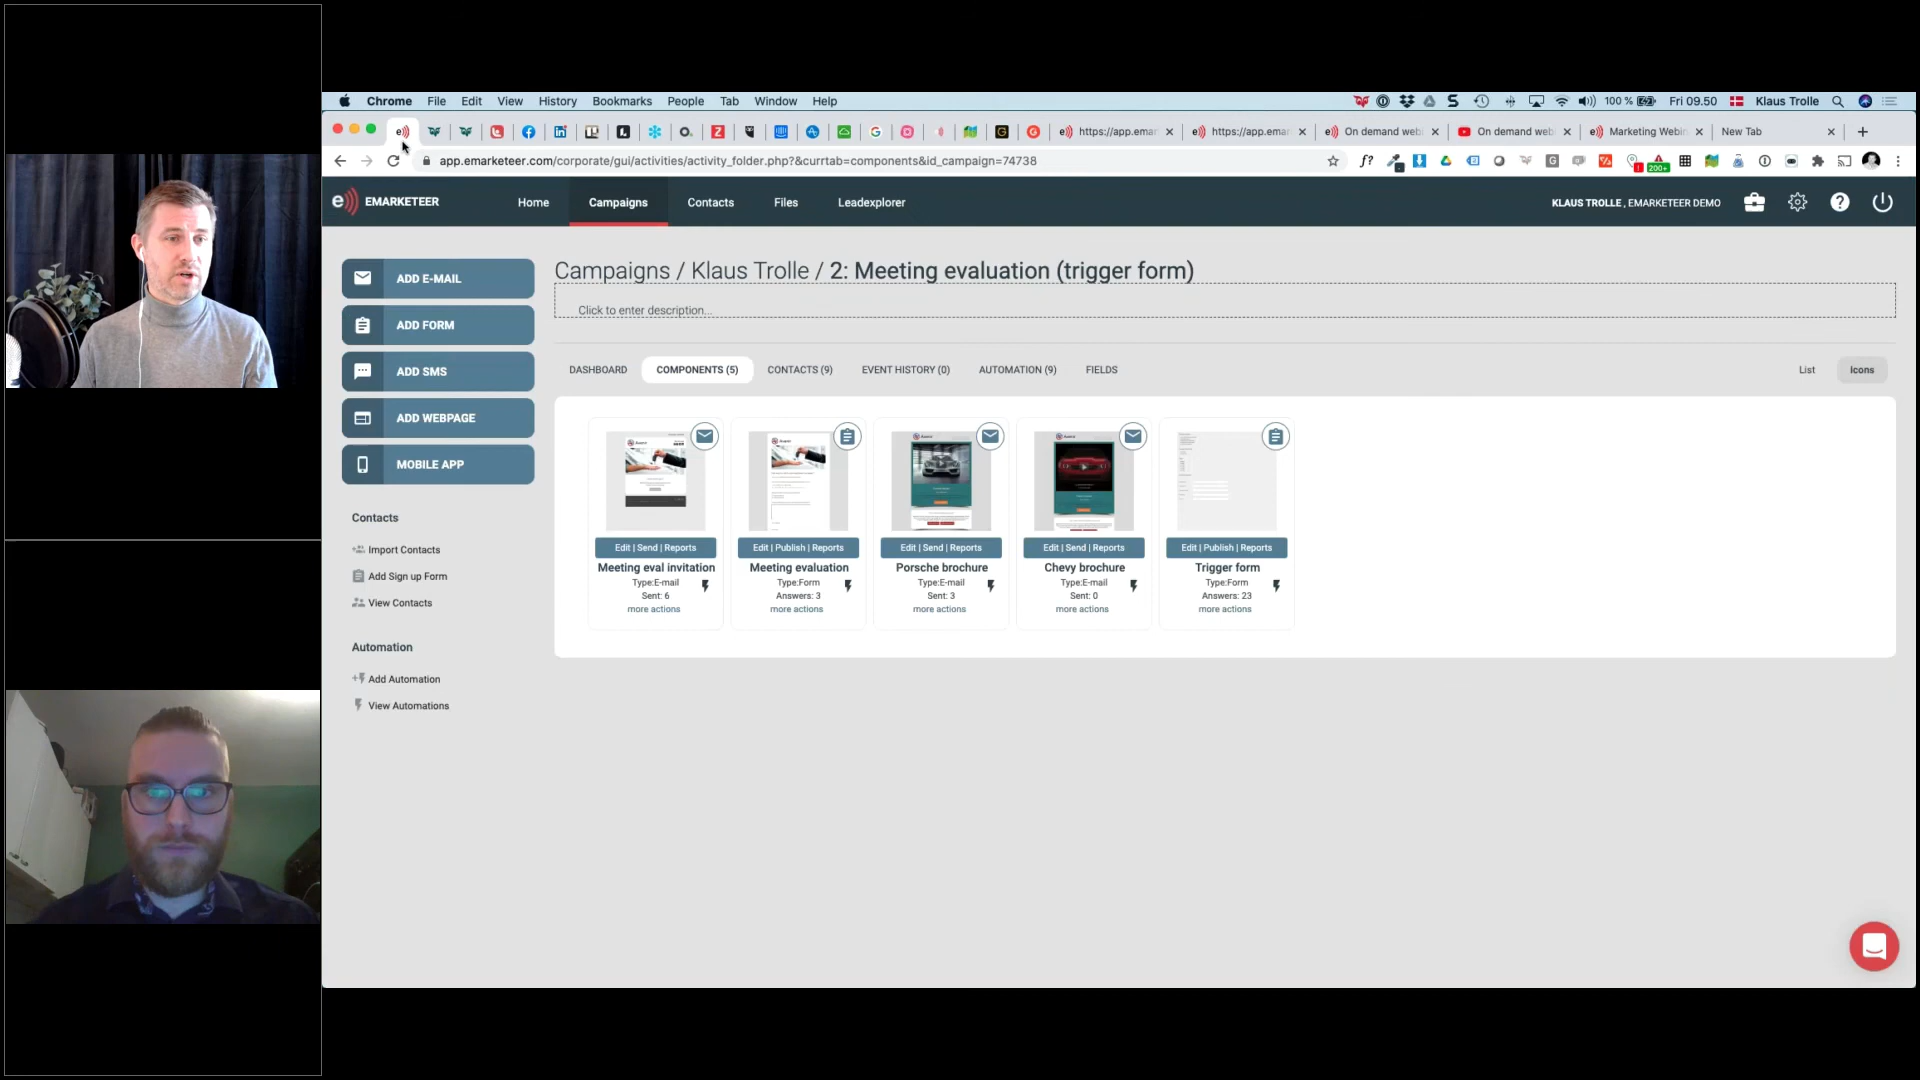 Chrome File Edit View History Bookmarks People Tab Window Help
100 % Fri 09.50 Klaus Trolle
https://app.emar https://app.emar On demand web On demand web Marketing Webin New Tab
app.emarketeer.com/corporate/gui/activities/activity_folder.php?&currtab=components&id_campaign=74738
200+
e))) EMARKETEER Home Campaigns Contacts Files Leadexplorer
KLAUS TROLLE , EMARKETEER DEMO
ADD E-MAIL
ADD FORM
ADD SMS
ADD WEBPAGE
MOBILE APP
Contacts
Import Contacts
Add Sign up Form
View Contacts
Automation
Add Automation
View Automations
Campaigns / Klaus Trolle / 2: Meeting evaluation (trigger form)
Click to enter description...
DASHBOARD COMPONENTS (5) CONTACTS (9) EVENT HISTORY (0) AUTOMATION (9) FIELDS List Icons
Edit | Send | Reports
Meeting eval invitation
Type:E-mail
Sent: 6
more actions
Edit | Publish | Reports
Meeting evaluation
Type:Form
Answers: 3
more actions
Edit | Send | Reports
Porsche brochure
Type:E-mail
Sent: 3
more actions
Edit | Send | Reports
Chevy brochure
Type:E-mail
Sent: 0
more actions
Edit | Publish | Reports
Trigger form
Type:Form
Answers: 23
more actions